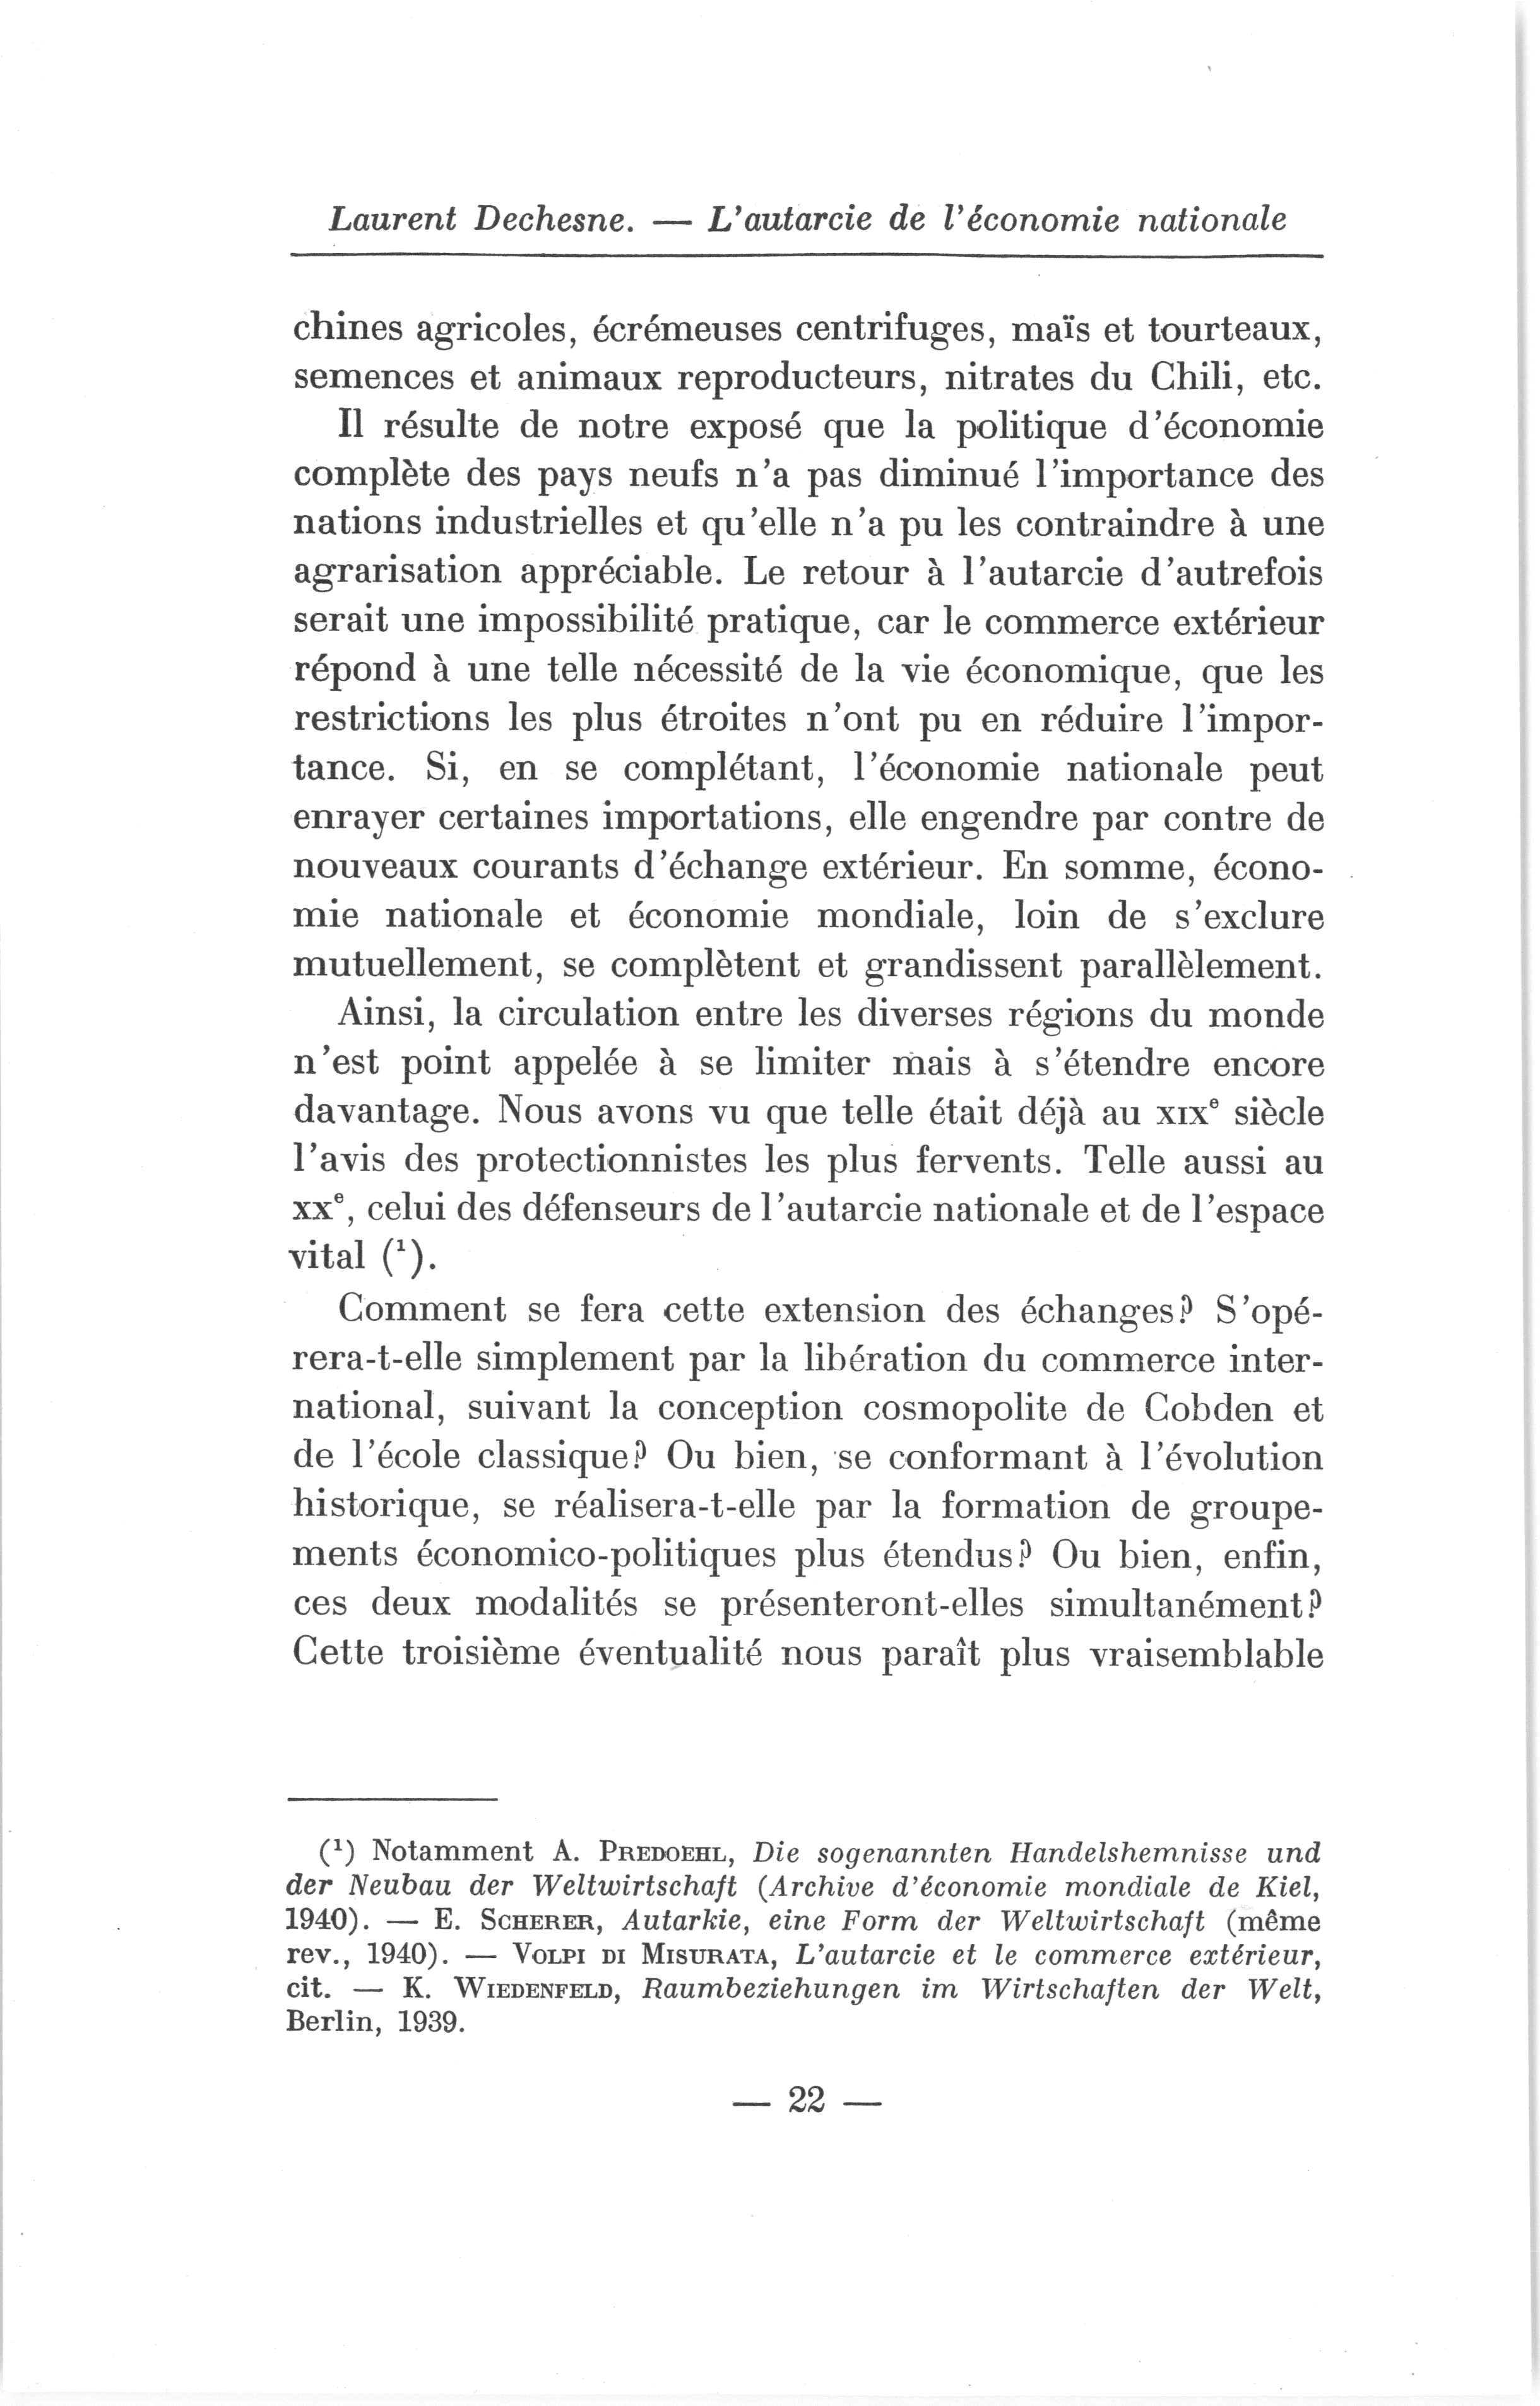 Laurent Dechesne. — L'autarcie de l'économie nationale
chines agricoles, écrémeuses centrifuges, maïs et tourteaux,
semences et animaux reproducteurs, nitrates du Chili, etc.
Il résulte de notre exposé que la politique d'économie
complète des pays neufs n'a pas diminué l'importance des
nations industrielles et qu'elle n'a pu les contraindre à une
agrarisation appréciable. Le retour à l'autarcie d'autrefois
serait une impossibilité pratique, car le commerce extérieur
répond à une telle nécessité de la vie économique, que les
restrictions les plus étroites n'ont pu en réduire l'impor-
tance. Si, en se complétant, l'économie nationale peut
enrayer certaines importations, elle engendre par contre de
nouveaux courants d'échange extérieur. En somme, écono-
mie nationale et économie mondiale, loin de s'exclure
mutuellement, se complètent et grandissent parallèlement.
Ainsi, la circulation entre les diverses régions du monde
n'est point appelée à se limiter mais à s'étendre encore
davantage. Nous avons vu que telle était déjà au XIXᵉ siècle
l'avis des protectionnistes les plus fervents. Telle aussi au
XXᵉ, celui des défenseurs de l'autarcie nationale et de l'espace
vital (¹).
Comment se fera cette extension des échanges? S'opé-
rera-t-elle simplement par la libération du commerce inter-
national, suivant la conception cosmopolite de Cobden et
de l'école classique? Ou bien, se conformant à l'évolution
historique, se réalisera-t-elle par la formation de groupe-
ments économico-politiques plus étendus? Ou bien, enfin,
ces deux modalités se présenteront-elles simultanément?
Cette troisième éventualité nous paraît plus vraisemblable
(¹) Notamment A. PREDOEHL, Die sogenannten Handelshemnisse und
der Neubau der Weltwirtschaft (Archive d'économie mondiale de Kiel,
1940). — E. SCHERER, Autarkie, eine Form der Weltwirtschaft (même
rev., 1940). — VOLPI DI MISURATA, L'autarcie et le commerce extérieur,
cit. — K. WIEDENFELD, Raumbeziehungen im Wirtschaften der Welt,
Berlin, 1939.
— 22 —